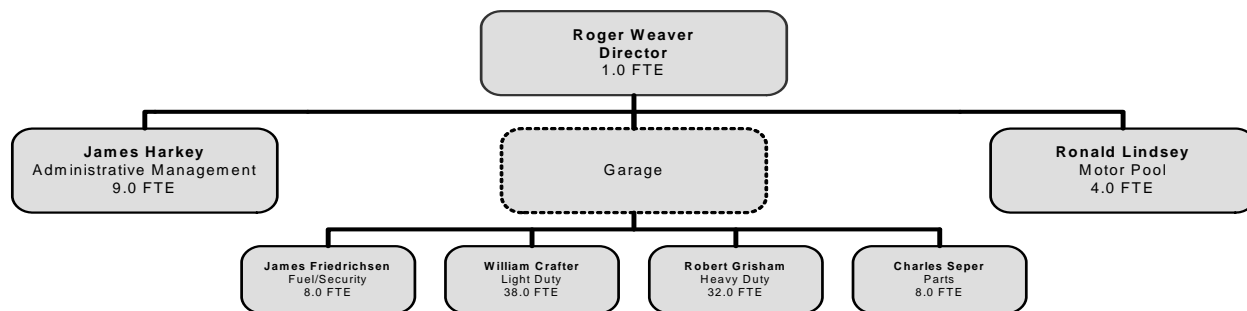 Roger Weaver
Director
1.0 FTE
James Harkey
Administrative Management
9.0 FTE
Garage
Ronald Lindsey
Motor Pool
4.0 FTE
James Friedrichsen
Fuel/Security
8.0 FTE
William Crafter
Light Duty
38.0 FTE
Robert Grisham
Heavy Duty
32.0 FTE
Charles Seper
Parts
8.0 FTE